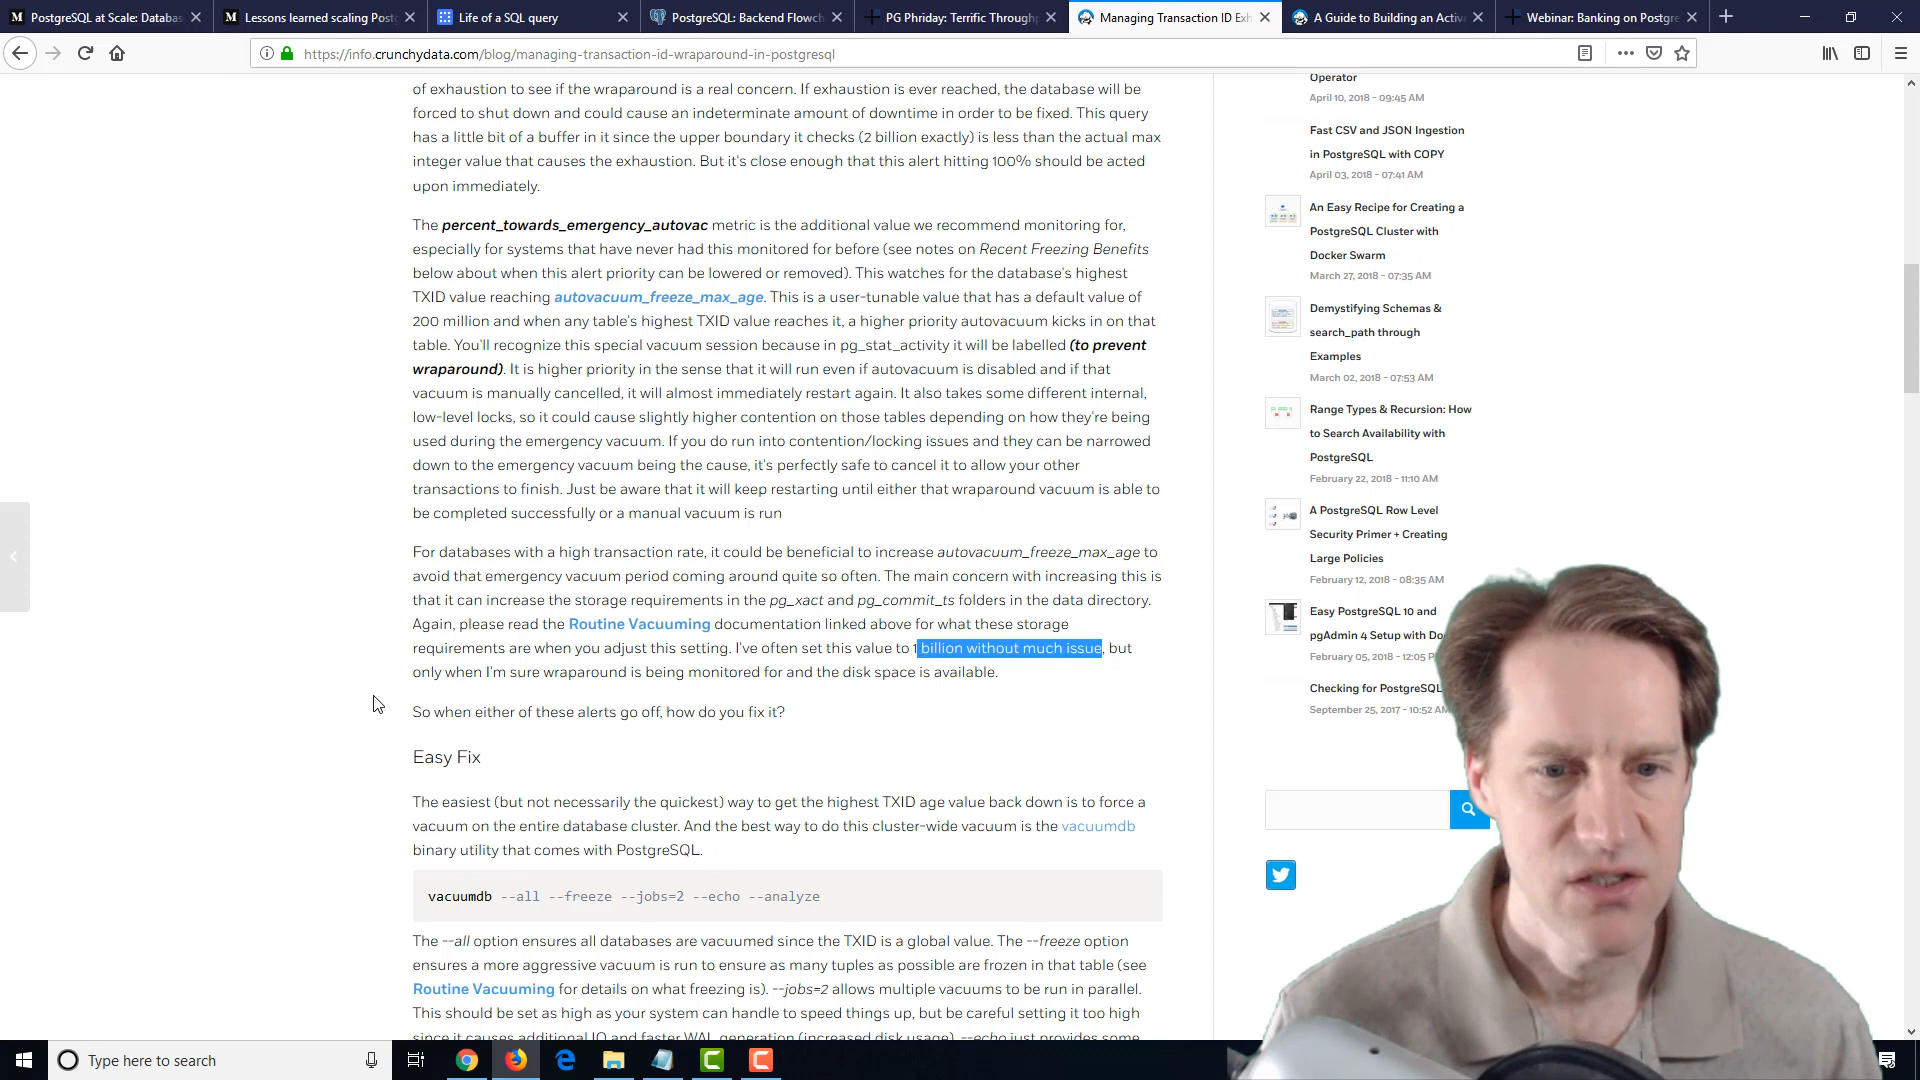 PostgreSQL at Scale: Databas
Lessons learned scaling Post
Life of a SQL query
PostgreSQL: Backend Flowch
PG Phriday: Terrific Through
Managing Transaction ID Exh
A Guide to Building an Activ
Webinar: Banking on Postgre
https://info.crunchydata.com/blog/managing-transaction-id-wraparound-in-postgresql
of exhaustion to see if the wraparound is a real concern. If exhaustion is ever reached, the database will be
forced to shut down and could cause an indeterminate amount of downtime in order to be fixed. This query
has a little bit of a buffer in it since the upper boundary it checks (2 billion exactly) is less than the actual max
integer value that causes the exhaustion. But it's close enough that this alert hitting 100% should be acted
upon immediately.
The percent_towards_emergency_autovac metric is the additional value we recommend monitoring for,
especially for systems that have never had this monitored for before (see notes on Recent Freezing Benefits
below about when this alert priority can be lowered or removed). This watches for the database's highest
TXID value reaching autovacuum_freeze_max_age. This is a user-tunable value that has a default value of
200 million and when any table's highest TXID value reaches it, a higher priority autovacuum kicks in on that
table. You'll recognize this special vacuum session because in pg_stat_activity it will be labelled (to prevent
wraparound). It is higher priority in the sense that it will run even if autovacuum is disabled and if that
vacuum is manually cancelled, it will almost immediately restart again. It also takes some different internal,
low-level locks, so it could cause slightly higher contention on those tables depending on how they're being
used during the emergency vacuum. If you do run into contention/locking issues and they can be narrowed
down to the emergency vacuum being the cause, it's perfectly safe to cancel it to allow your other
transactions to finish. Just be aware that it will keep restarting until either that wraparound vacuum is able to
be completed successfully or a manual vacuum is run
For databases with a high transaction rate, it could be beneficial to increase autovacuum_freeze_max_age to
avoid that emergency vacuum period coming around quite so often. The main concern with increasing this is
that it can increase the storage requirements in the pg_xact and pg_commit_ts folders in the data directory.
Again, please read the Routine Vacuuming documentation linked above for what these storage
requirements are when you adjust this setting. I've often set this value to 1 billion without much issue, but
only when I'm sure wraparound is being monitored for and the disk space is available.
So when either of these alerts go off, how do you fix it?
Easy Fix
The easiest (but not necessarily the quickest) way to get the highest TXID age value back down is to force a
vacuum on the entire database cluster. And the best way to do this cluster-wide vacuum is the vacuumdb
binary utility that comes with PostgreSQL.
vacuumdb --all --freeze --jobs=2 --echo --analyze
The --all option ensures all databases are vacuumed since the TXID is a global value. The --freeze option
ensures a more aggressive vacuum is run to ensure as many tuples as possible are frozen in that table (see
Routine Vacuuming for details on what freezing is). --jobs=2 allows multiple vacuums to be run in parallel.
This should be set as high as your system can handle to speed things up, but be careful setting it too high
since it causes additional IO and faster WAL generation (increased disk usage). --echo just provides some
Operator
April 10, 2018 - 09:45 AM
Fast CSV and JSON Ingestion
in PostgreSQL with COPY
April 03, 2018 - 07:41 AM
An Easy Recipe for Creating a
PostgreSQL Cluster with
Docker Swarm
March 27, 2018 - 07:35 AM
Demystifying Schemas &
search_path through
Examples
March 02, 2018 - 07:53 AM
Range Types & Recursion: How
to Search Availability with
PostgreSQL
February 22, 2018 - 11:10 AM
A PostgreSQL Row Level
Security Primer + Creating
Large Policies
February 12, 2018 - 08:35 AM
Easy PostgreSQL 10 and
pgAdmin 4 Setup with Do
February 05, 2018 - 12:05 P
Checking for PostgreSQL
September 25, 2017 - 10:52 AM
Type here to search